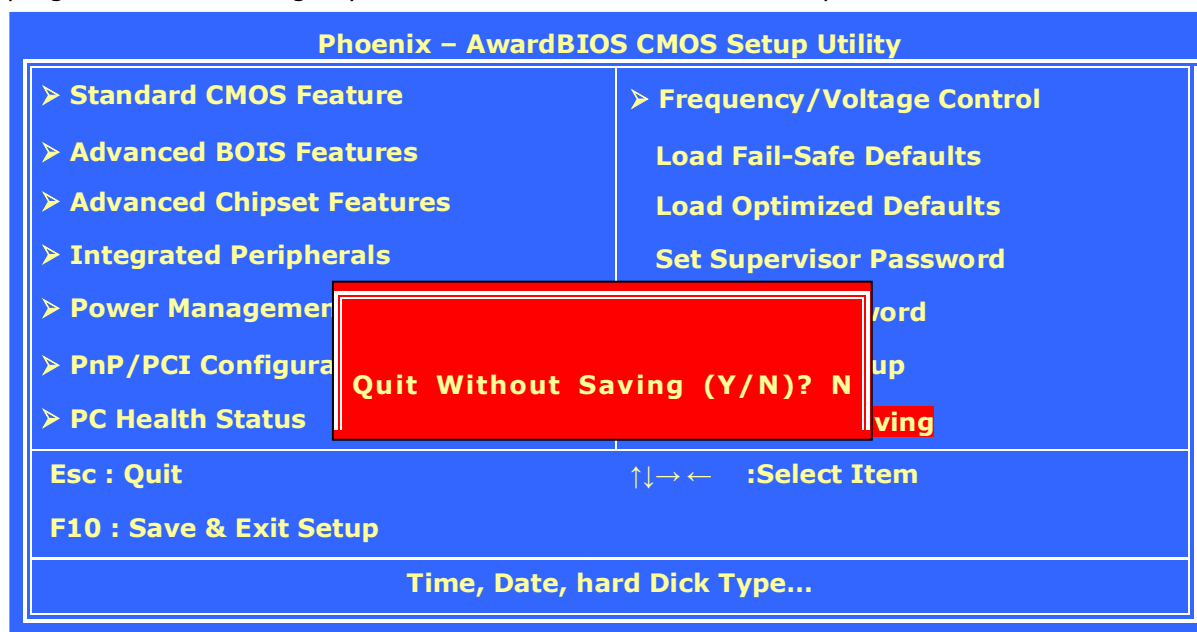 Phoenix – AwardBIOS CMOS Setup Utility
➢ Standard CMOS Feature
➢ Advanced BOIS Features
➢ Advanced Chipset Features
➢ Integrated Peripherals
➢ Power Managemen
➢ PnP/PCI Configura
➢ PC Health Status
➢ Frequency/Voltage Control
Load Fail-Safe Defaults
Load Optimized Defaults
Set Supervisor Password
word
up
ving
Quit Without Saving (Y/N)? N
Esc : Quit
↑↓→← :Select Item
F10 : Save & Exit Setup
Time, Date, hard Dick Type...